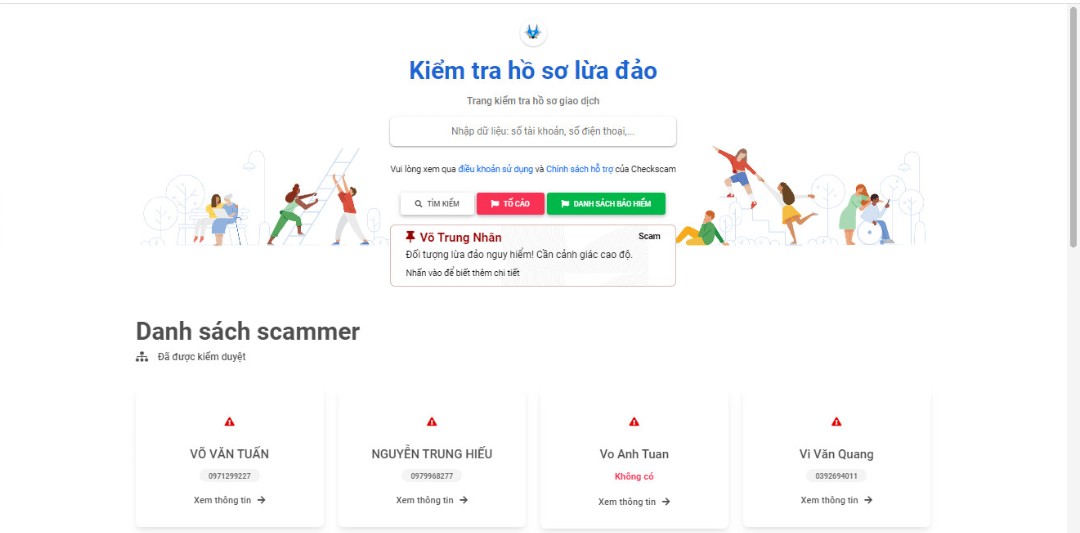 Kiểm tra hồ sơ lừa đảo
Trang kiểm tra hồ sơ giao dịch
Nhập dữ liệu: số tài khoản, số điện thoại,...
Vui lòng xem qua điều khoản sử dụng và Chính sách hỗ trợ của Checkscam
TÌM KIẾM TỐ CÁO DANH SÁCH BẢO HIỂM
Võ Trung Nhân Scam
Đối tượng lừa đảo nguy hiểm! Cần cảnh giác cao độ.
Nhấn vào để biết thêm chi tiết
Danh sách scammer
Đã được kiểm duyệt
VÕ VĂN TUẤN NGUYỄN TRUNG HIẾU Vo Anh Tuan Vi Văn Quang
0971299227 0979968277 Không có 0392694011
Xem thông tin Xem thông tin Xem thông tin Xem thông tin